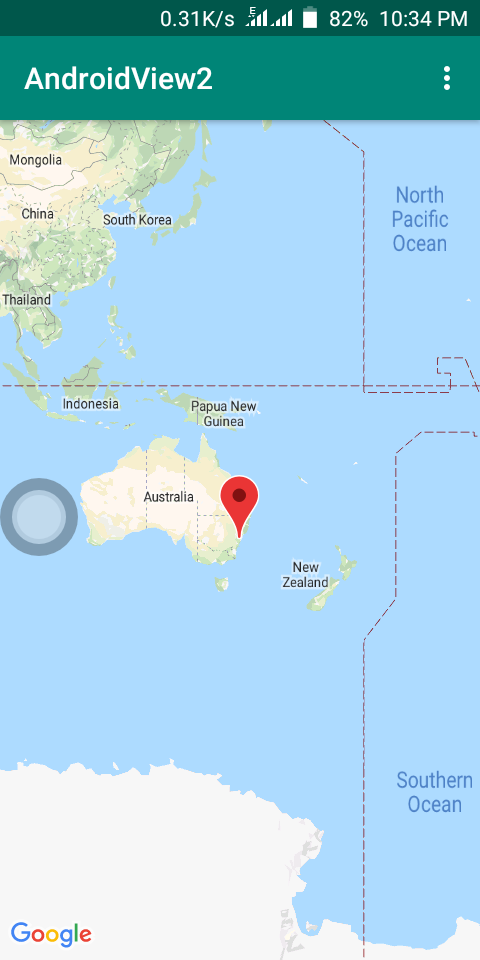 0.31K/s E 82% 10:34 PM
AndroidView2
Mongolia
North
Pacific
Ocean
China
South Korea
Thailand
Indonesia
Papua New
Guinea
Australia
New
Zealand
Southern
Ocean
Google